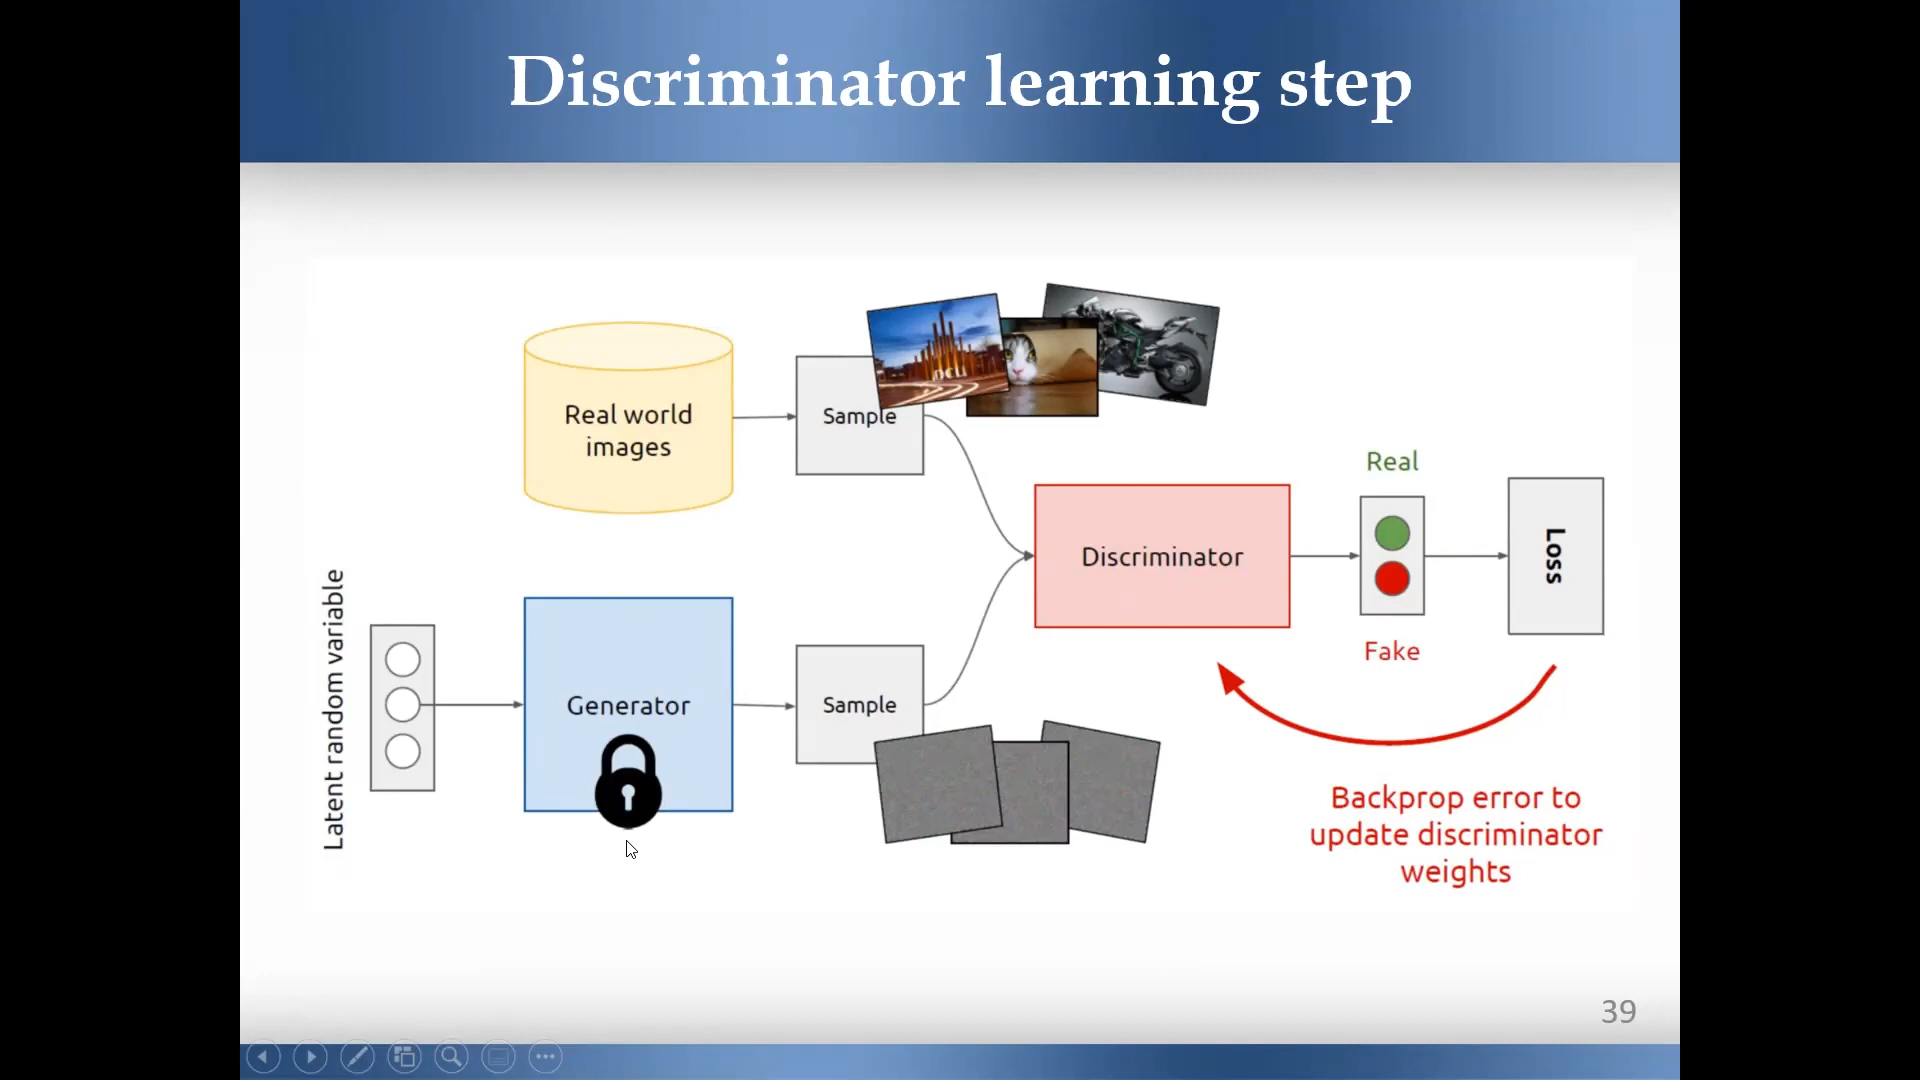 Discriminator learning step
Real world
images
Sample
DCU
Real
Discriminator
Loss
Fake
Latent random variable
Generator
Sample
Backprop error to
update discriminator
weights
39